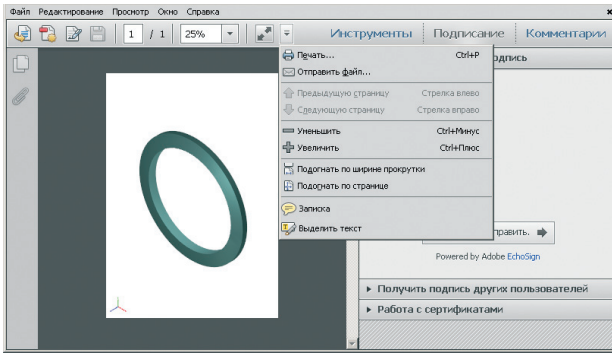 Файл Редактирование Просмотр Окно Справка
1 / 1 25% Инструменты Подписание Комментарии
Печать... Ctrl+P
Отправить файл...
Предыдущую страницу Стрелка влево
Следующую страницу Стрелка вправо
Уменьшить Ctrl+Минус
Увеличить Ctrl+Плюс
Подогнать по ширине прокрутки
Подогнать по странице
Записка
Выделить текст
дпись
править.
Powered by Adobe EchoSign
Получить подпись других пользователей
Работа с сертификатами